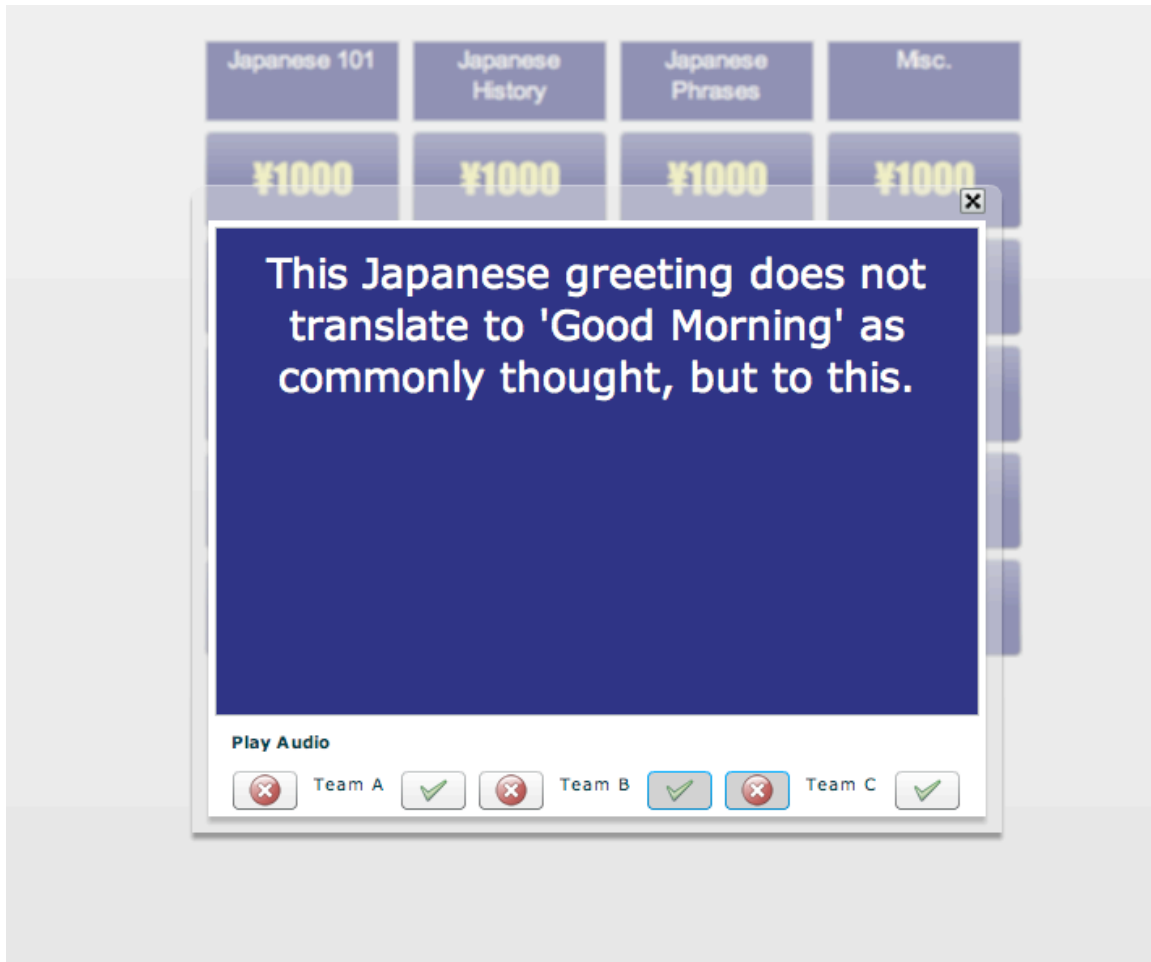 Japanese 101
Japanese
History
Japanese
Phrases
Misc.
¥1000
¥1000
¥1000
¥1000
This Japanese greeting does not
translate to 'Good Morning' as
commonly thought, but to this.
Play Audio
Team A
Team B
Team C